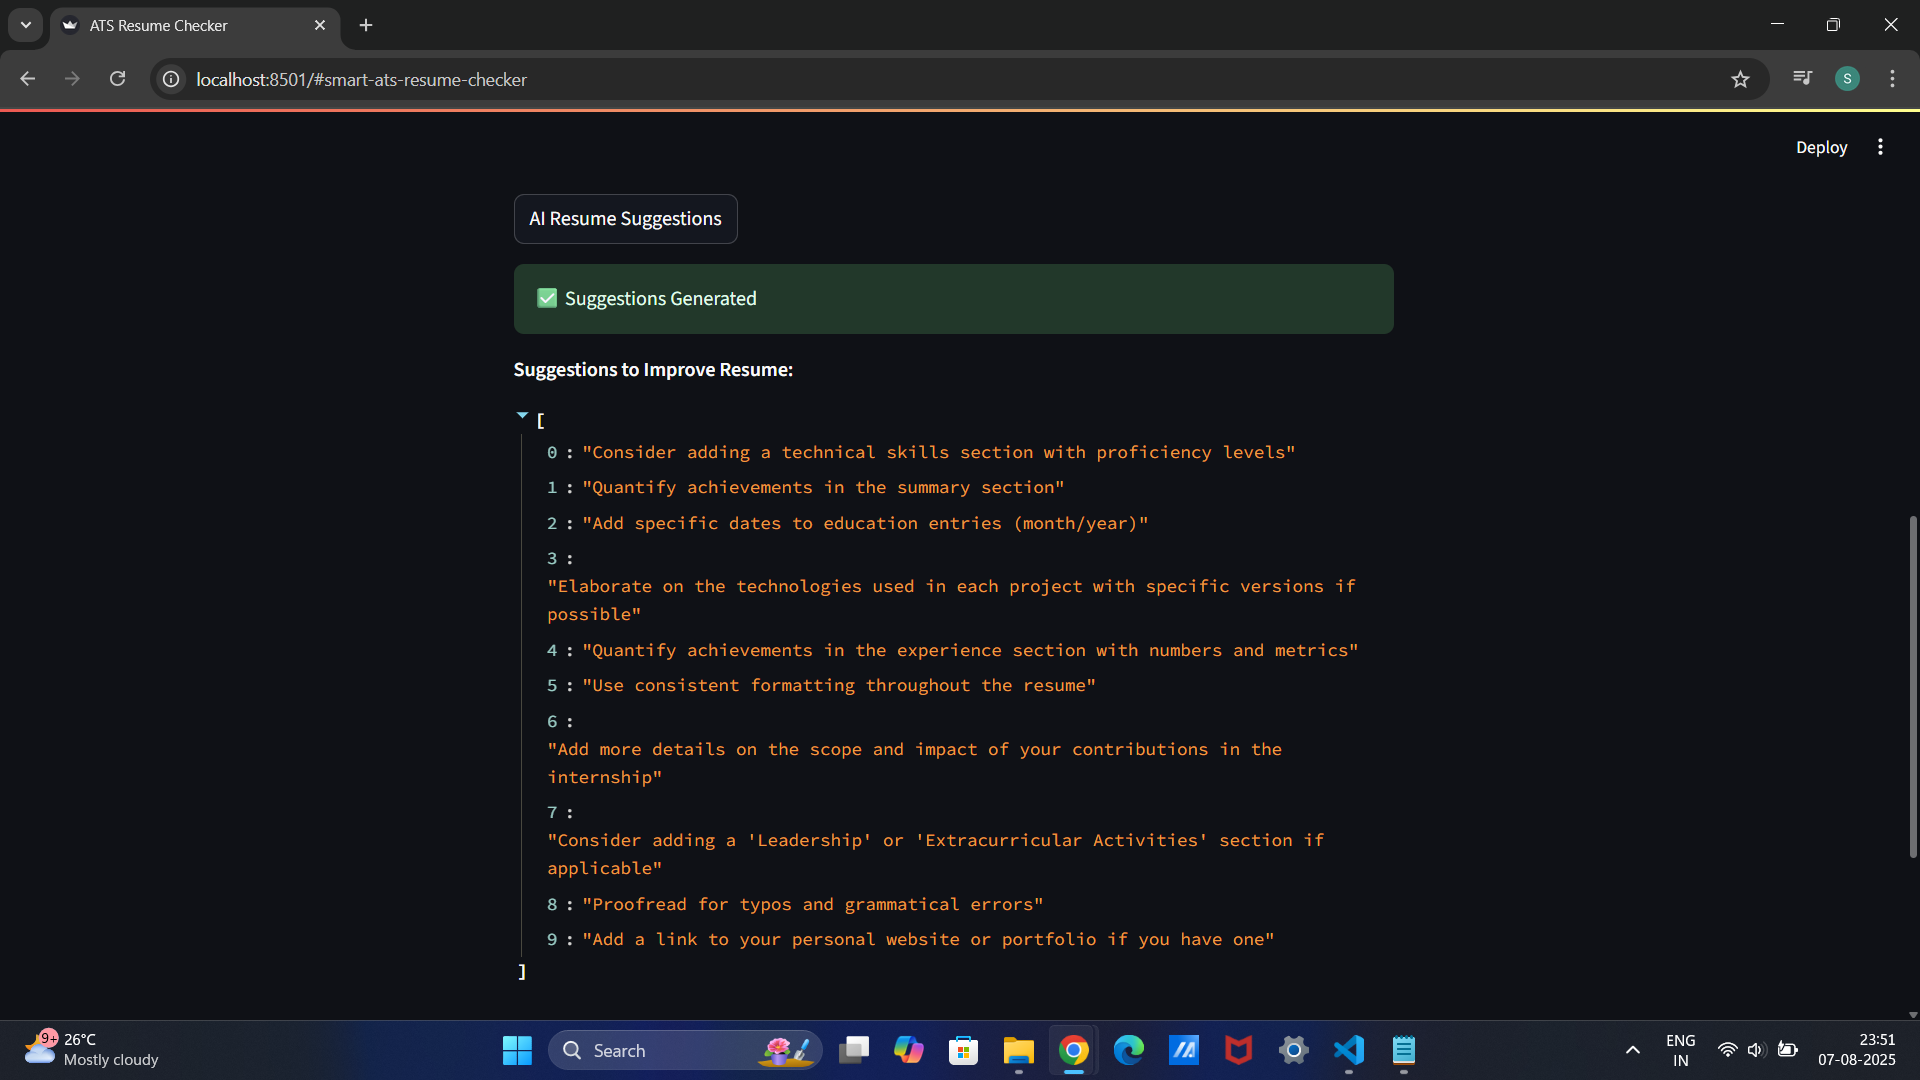 ATS Resume Checker
localhost:8501/#smart-ats-resume-checker
S
Deploy
AI Resume Suggestions
Suggestions Generated
Suggestions to Improve Resume:
[
0 : "Consider adding a technical skills section with proficiency levels"
1 : "Quantify achievements in the summary section"
2 : "Add specific dates to education entries (month/year)"
3 :
"Elaborate on the technologies used in each project with specific versions if
possible"
4 : "Quantify achievements in the experience section with numbers and metrics"
5 : "Use consistent formatting throughout the resume"
6 :
"Add more details on the scope and impact of your contributions in the
internship"
7 :
"Consider adding a 'Leadership' or 'Extracurricular Activities' section if
applicable"
8 : "Proofread for typos and grammatical errors"
9 : "Add a link to your personal website or portfolio if you have one"
]
9+
26°C
Mostly cloudy
Search
ENG
IN
23:51
07-08-2025